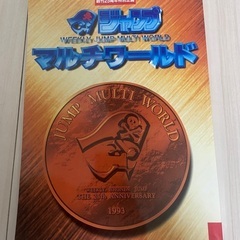 ジャンプ
WEEKLY JUMP MULTI WORLD
マルチワールド
JUMP MULTI WORLD
THE 25TH ANNIVERSARY
1993